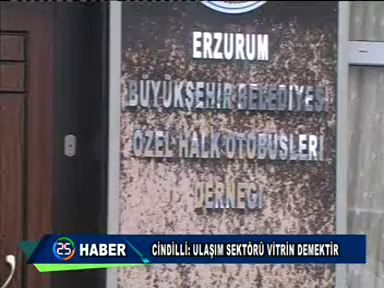 ERZURUM
BÜYÜKŞEHİR BELEDİYESİ
ÖZEL HALK OTOBÜSLERİ
DERNEĞİ
25 HABER
CİNDİLLİ: ULAŞIM SEKTÖRÜ VİTRİN DEMEKTİR